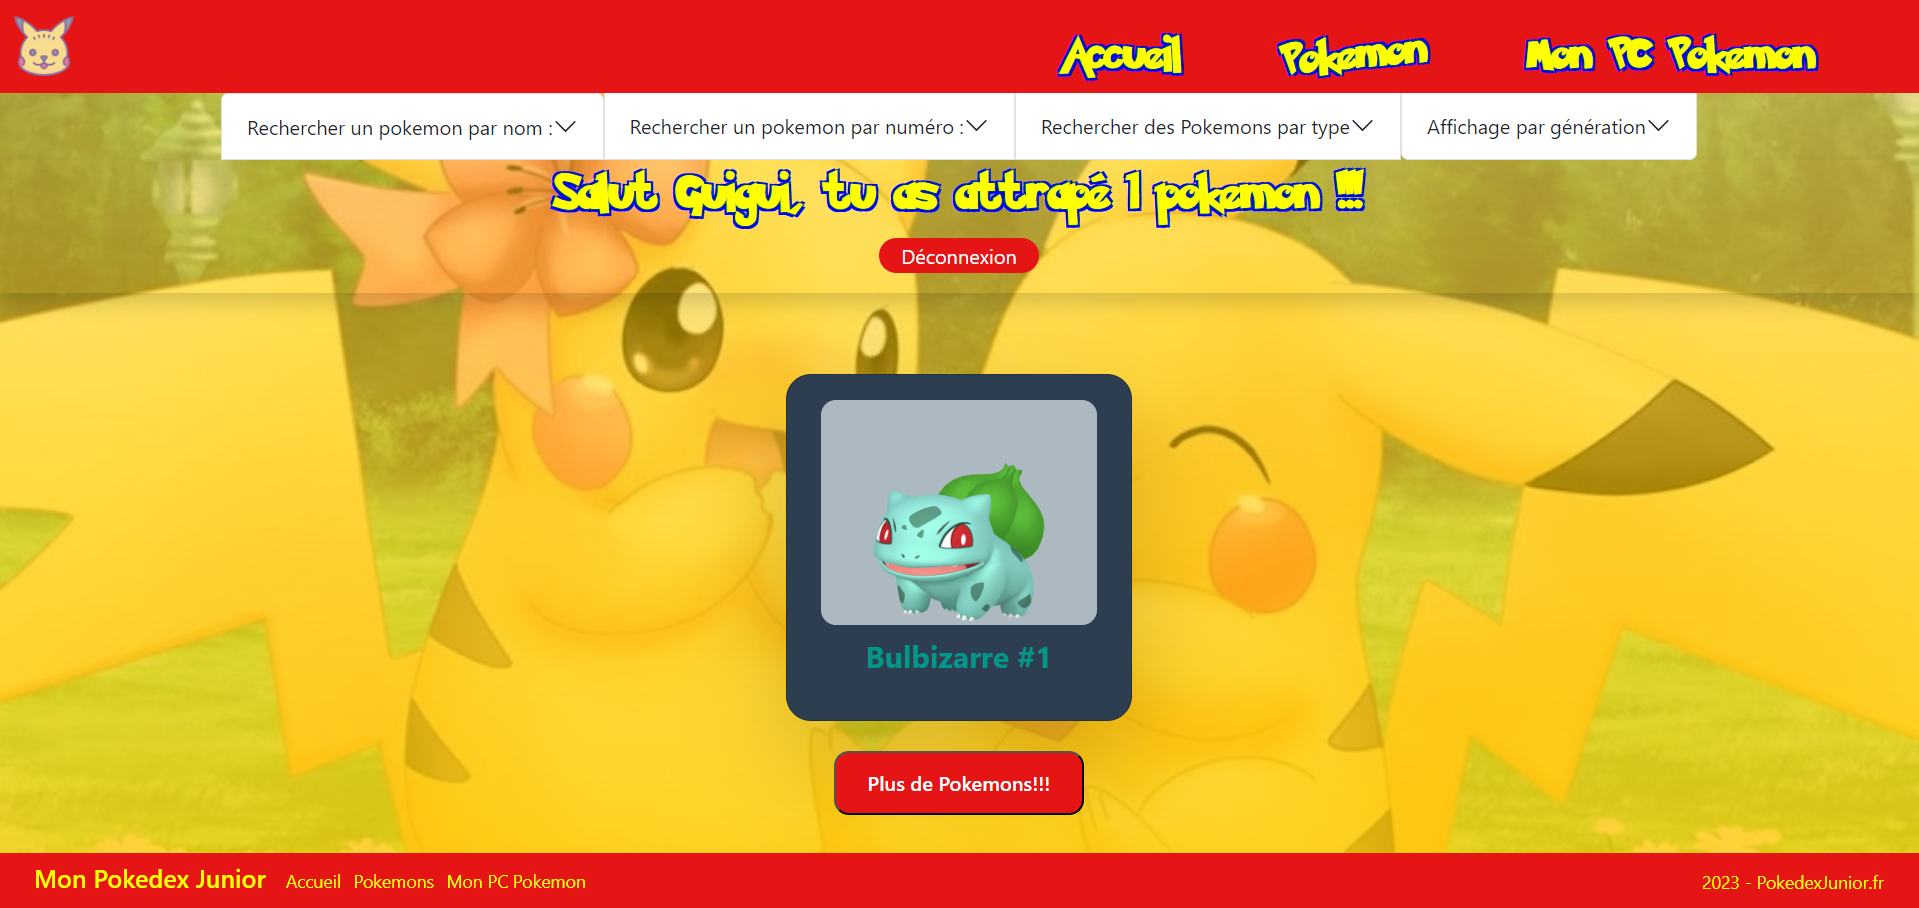 Accueil Pokemon Mon PC Pokemon
Rechercher un pokemon par nom : Rechercher un pokemon par numéro : Rechercher des Pokemons par type Affichage par génération
Salut Guigui, tu as attrapé 1 pokemon !!!
Déconnexion
Bulbizarre #1
Plus de Pokemons!!!
Mon Pokedex Junior Accueil Pokemons Mon PC Pokemon 2023 - PokedexJunior.fr